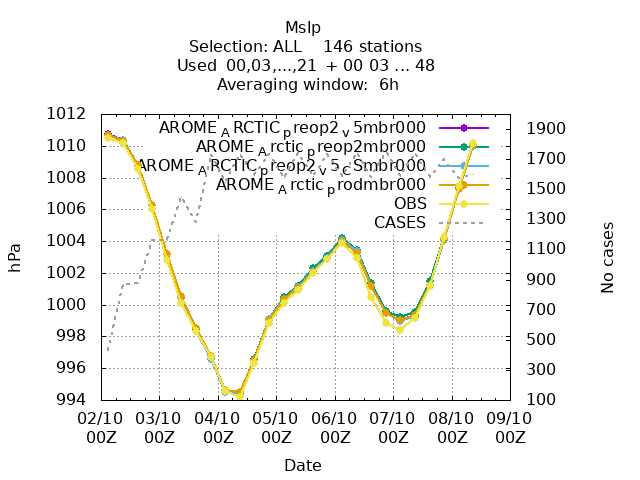 Mslp
Selection: ALL 146 stations
Used 00,03,...,21 + 00 03 ... 48
Averaging window: 6h
1012
1010
1008
1006
1004
1002
1000
998
996
994
hPa
AROME_ARCTIC_preop2_v5mbr000
AROME_Arctic_preop2mbr000
AROME_ARCTIC_preop2_v5_CSmbr000
AROME_Arctic_prodmbr000
OBS
CASES
1900
1700
1500
1300
1100
900
700
500
300
100
No cases
02/10 03/10 04/10 05/10 06/10 07/10 08/10 09/10
00Z 00Z 00Z 00Z 00Z 00Z 00Z 00Z
Date